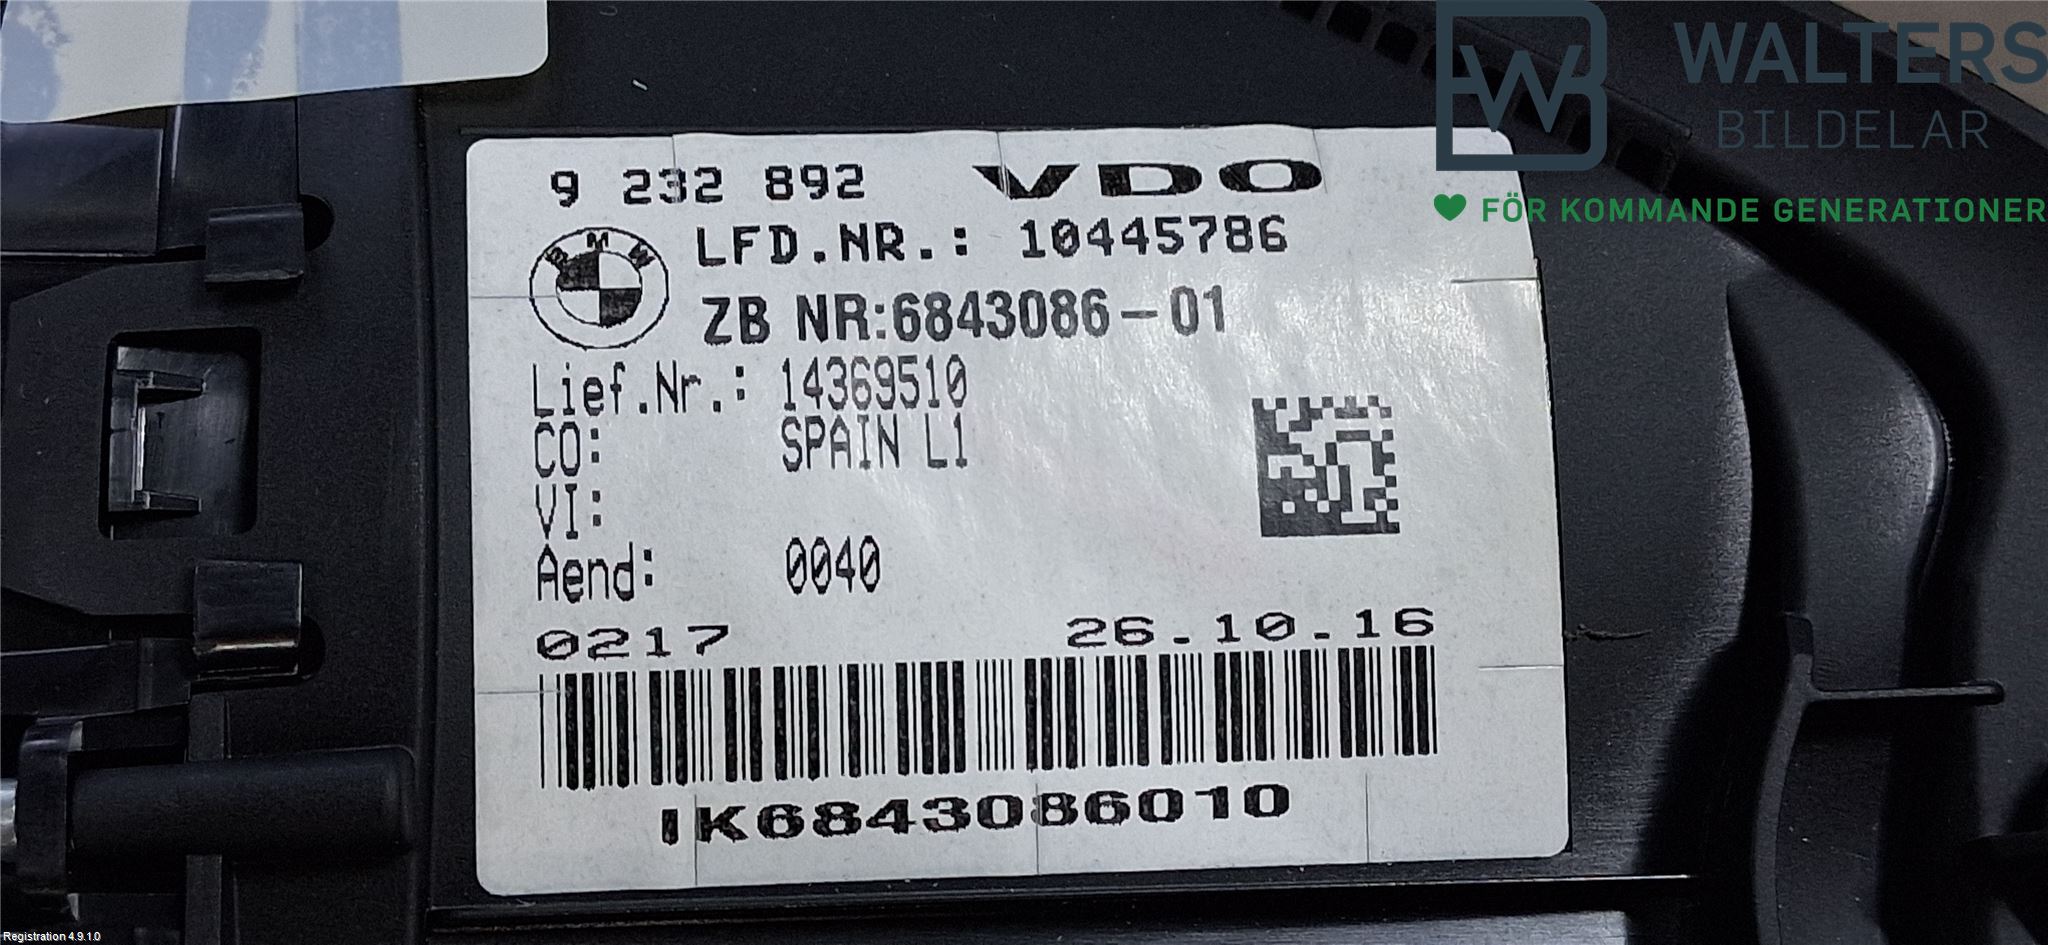 WALTERS
BILDELAR
FÖR KOMMANDE GENERATIONER
9 232 892 VDO
BMW
LFD.NR.: 10445786
ZB NR:6843086-01
Lief.Nr.: 14369510
CO: SPAIN L1
VI:
Aend: 0040
0217 26.10.16
IK6843086010
Registration 4.9.1.0